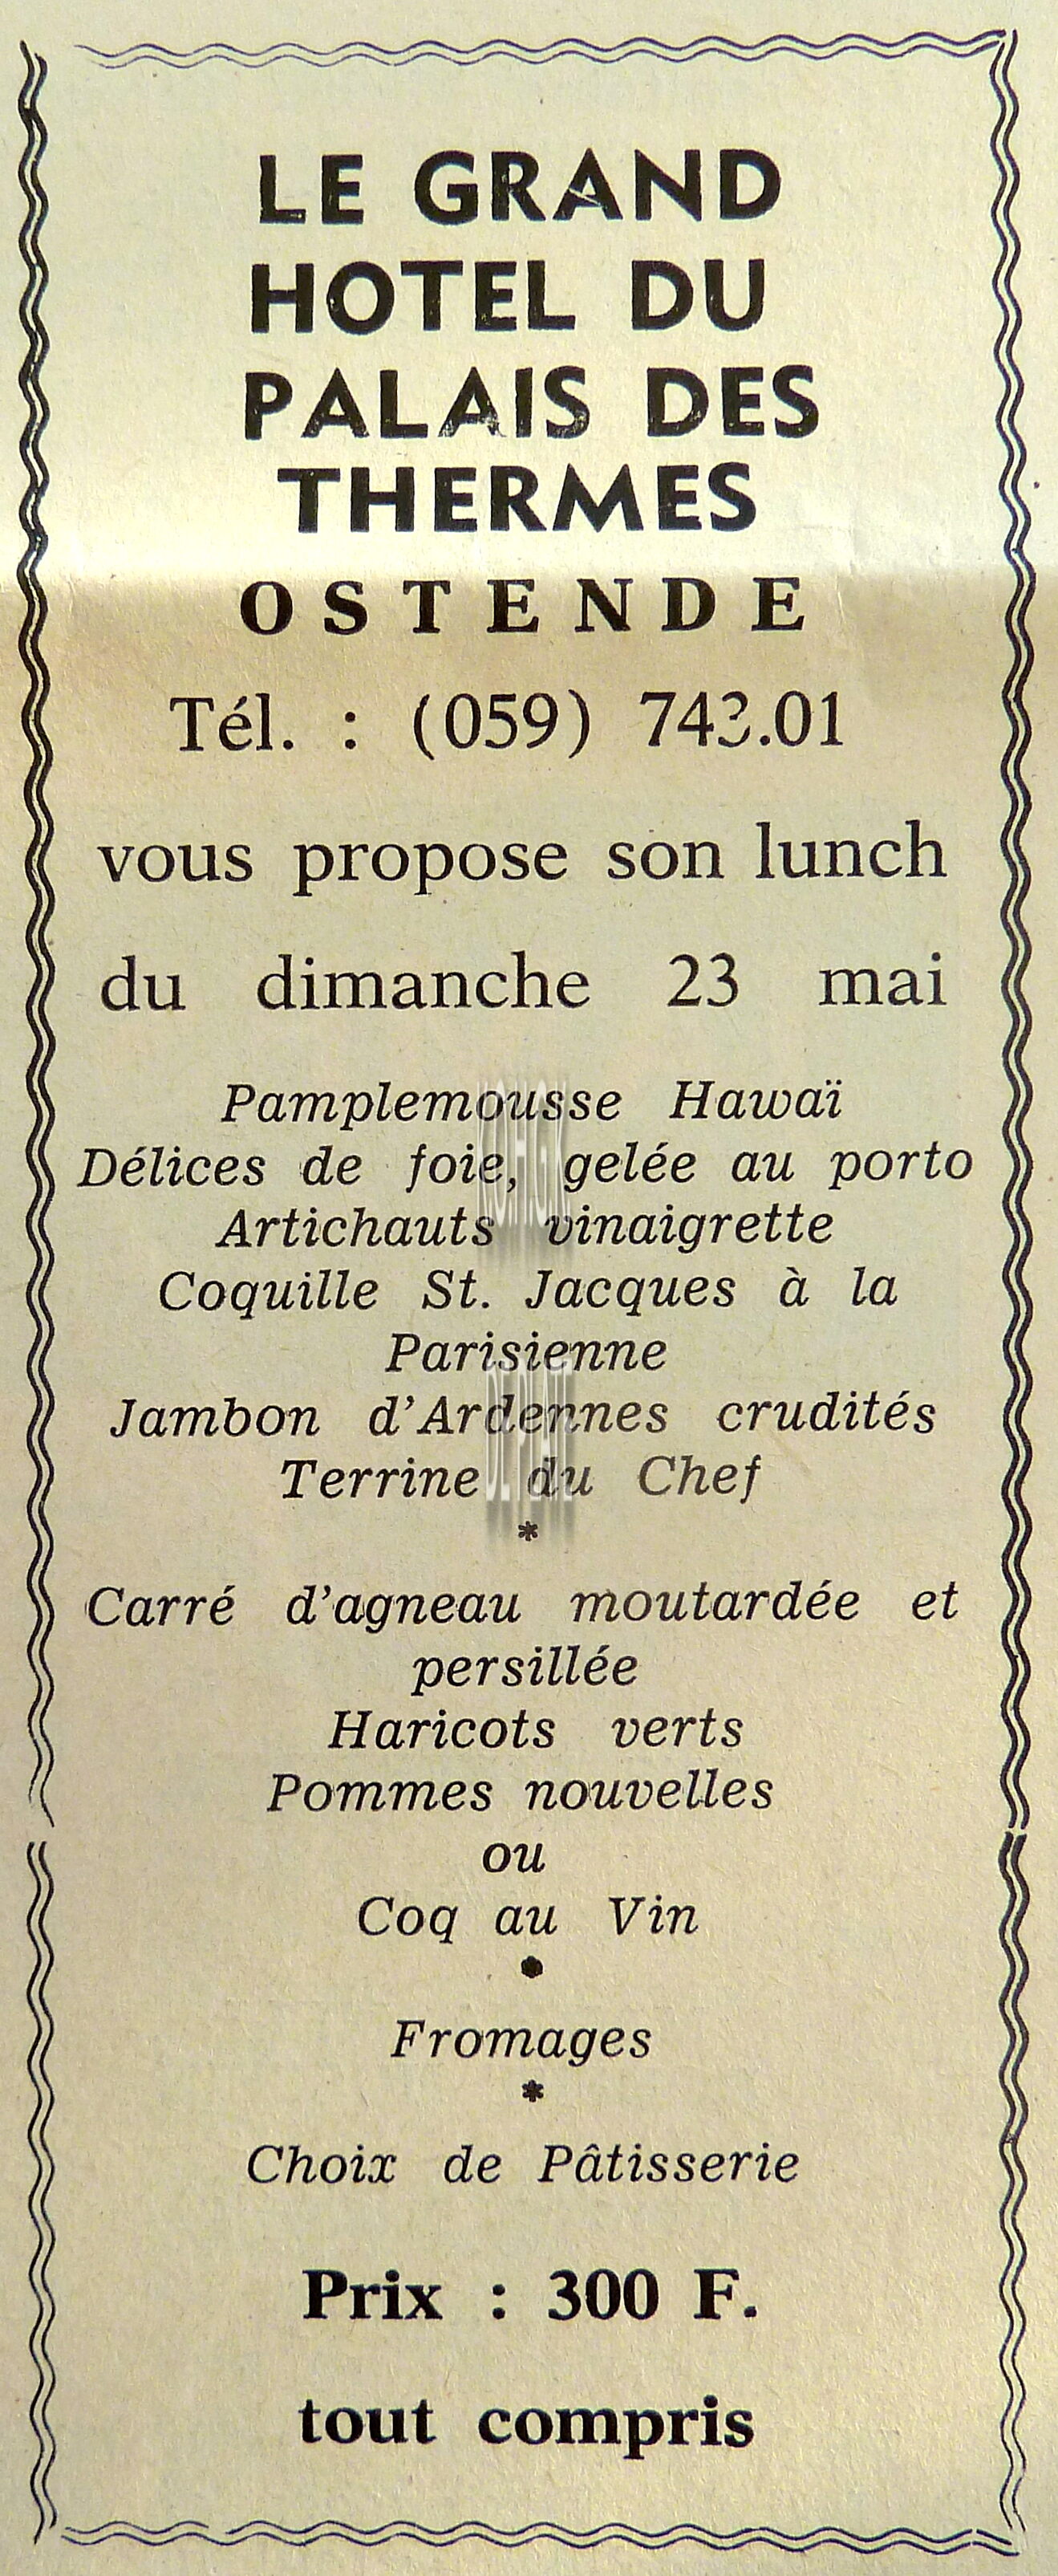 LE GRAND
HOTEL DU
PALAIS DES
THERMES
OSTENDE
Tél. : (059) 743.01
vous propose son lunch
du dimanche 23 mai
Pamplemousse Hawaï
Délices de foie, gelée au porto
Artichauts vinaigrette
Coquille St. Jacques à la
Parisienne
Jambon d'Ardennes crudités
Terrine du Chef
*
Carré d'agneau moutardée et
persillée
Haricots verts
Pommes nouvelles
ou
Coq au Vin
*
Fromages
*
Choix de Pâtisserie
Prix : 300 F.
tout compris